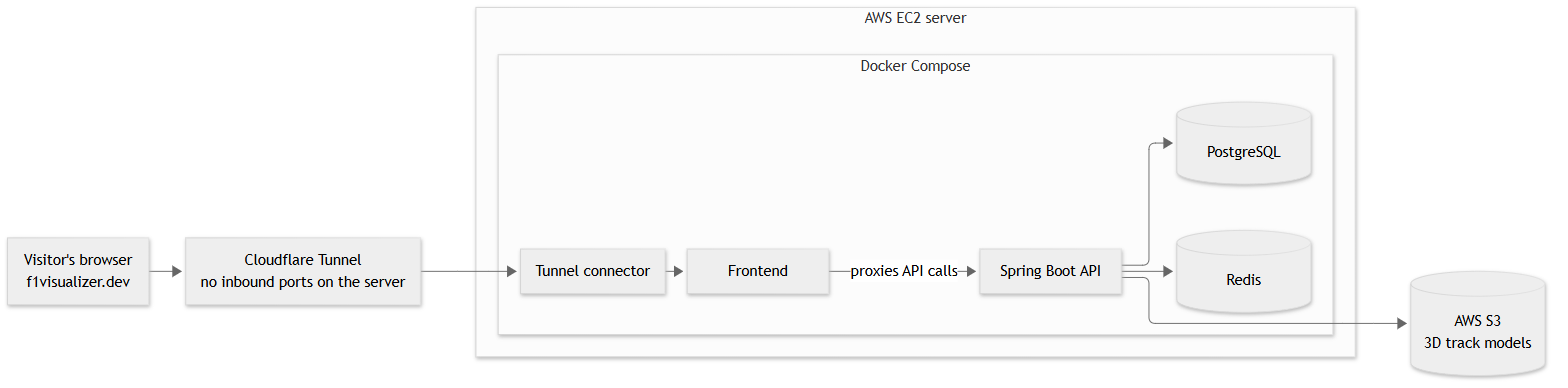 AWS EC2 server
Docker Compose
PostgreSQL
Visitor's browser
f1visualizer.dev
Cloudflare Tunnel
no inbound ports on the server
Tunnel connector
Frontend
proxies API calls
Spring Boot API
Redis
AWS S3
3D track models